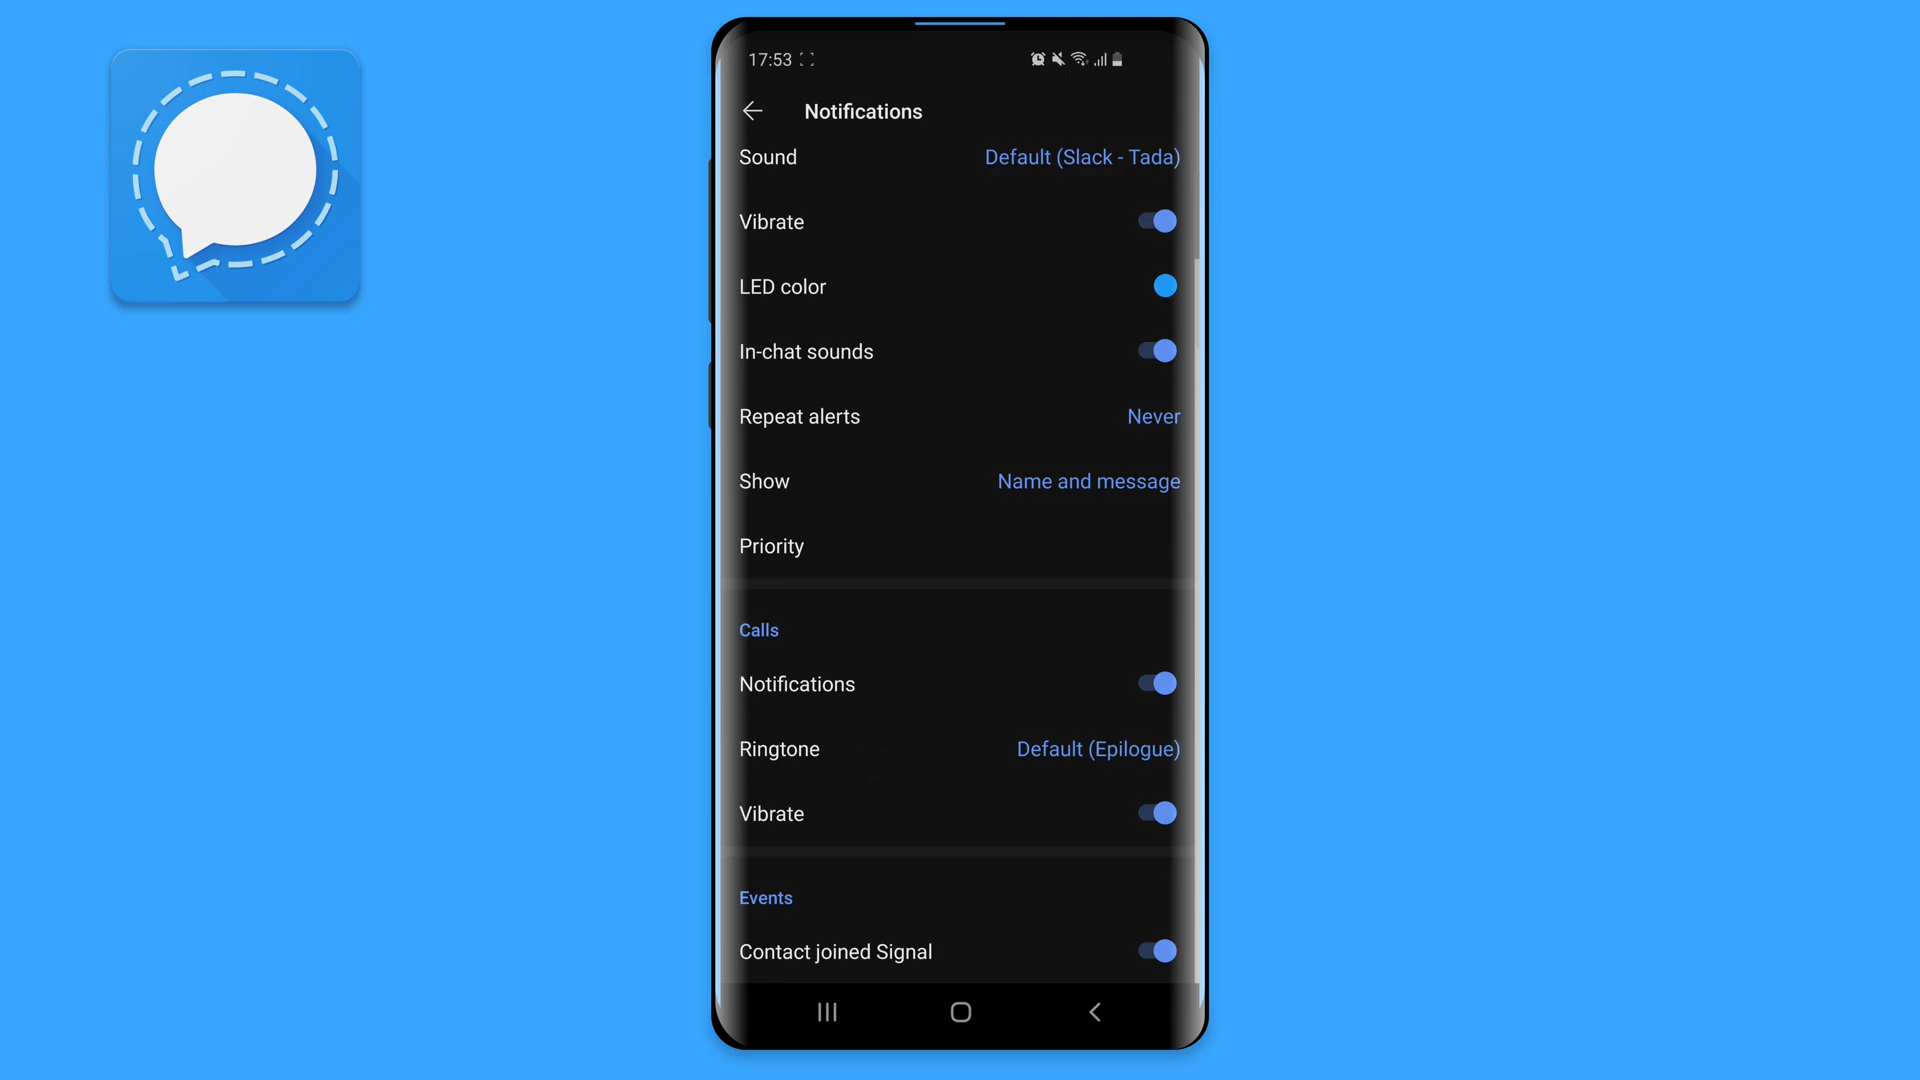 17:53
Notifications
Sound Default (Slack - Tada)
Vibrate
LED color
In-chat sounds
Repeat alerts Never
Show Name and message
Priority
Calls
Notifications
Ringtone Default (Epilogue)
Vibrate
Events
Contact joined Signal